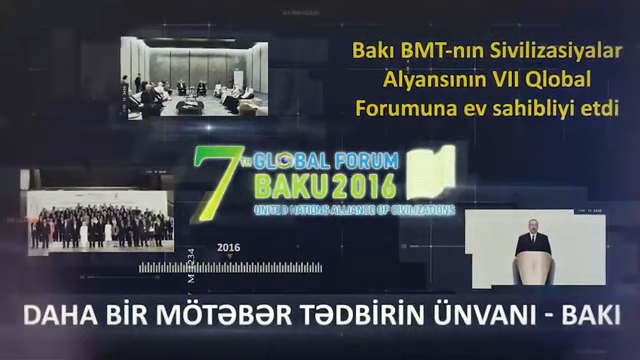 Bakı BMT-nın Sivilizasiyalar
Alyansının VII Qlobal
Forumuna ev sahibliyi etdi
7TH GLOBAL FORUM
BAKU 2016
UNITED NATIONS ALLIANCE OF CIVILIZATIONS
2016
M 3234
DAHA BİR MÖTƏBƏR TƏDBİRİN ÜNVANI - BAKI